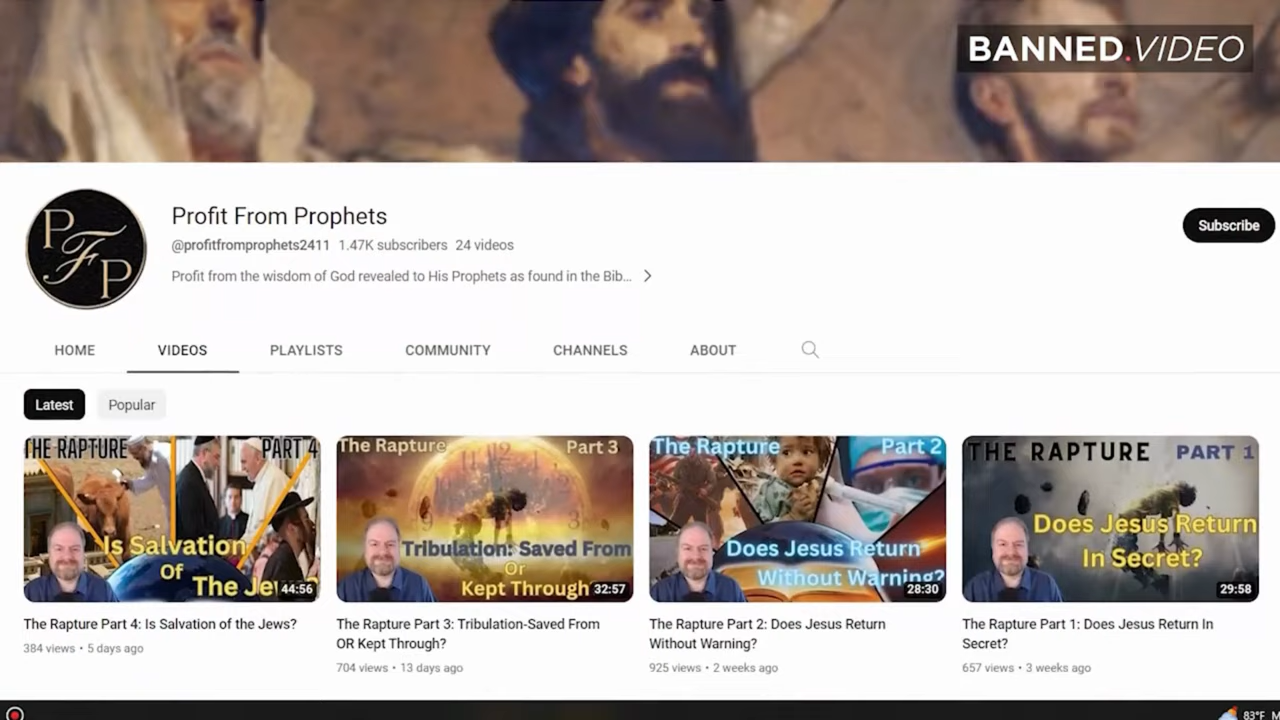 BANNED.VIDEO
PFP
Profit From Prophets
@profitfromprophets2411 1.47K subscribers 24 videos
Profit from the wisdom of God revealed to His Prophets as found in the Bib...
Subscribe
HOME VIDEOS PLAYLISTS COMMUNITY CHANNELS ABOUT
Latest Popular
THE RAPTURE PART 4
Is Salvation
Of
The Je
44:56
The Rapture Part 3
Tribulation: Saved From
Or
Kept Through
32:57
The Rapture Part 2
Does Jesus Return
Without Warning?
28:30
THE RAPTURE PART 1
Does Jesus Return
In Secret?
29:58
The Rapture Part 4: Is Salvation of the Jews?
384 views • 5 days ago
The Rapture Part 3: Tribulation-Saved From
OR Kept Through?
704 views • 13 days ago
The Rapture Part 2: Does Jesus Return
Without Warning?
925 views • 2 weeks ago
The Rapture Part 1: Does Jesus Return In
Secret?
657 views • 3 weeks ago
83°F M